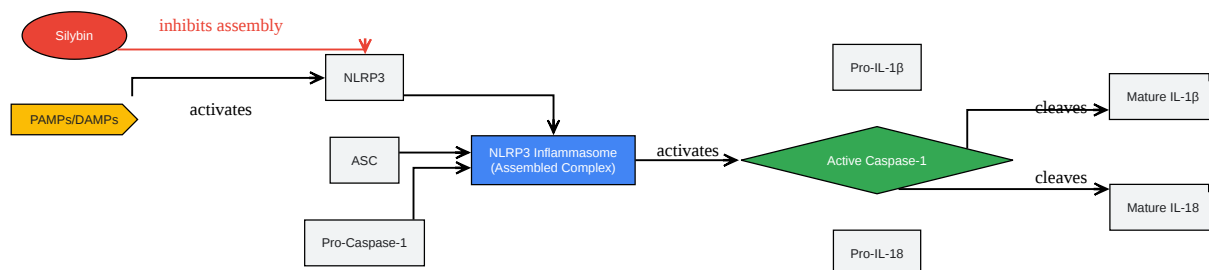 inhibits assembly
Silybin
Pro-IL-1β
NLRP3
PAMPs/DAMPs
activates
cleaves
Mature IL-1β
ASC
NLRP3 Inflammasome
(Assembled Complex)
activates
Active Caspase-1
cleaves
Mature IL-18
Pro-Caspase-1
Pro-IL-18